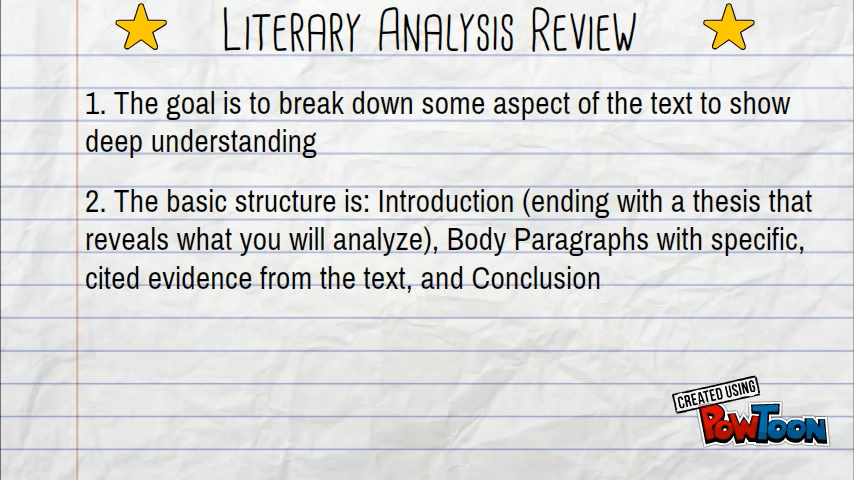 LITERARY ANALYSIS REVIEW
1. The goal is to break down some aspect of the text to show
deep understanding
2. The basic structure is: Introduction (ending with a thesis that
reveals what you will analyze), Body Paragraphs with specific,
cited evidence from the text, and Conclusion
CREATED USING
POWTOON